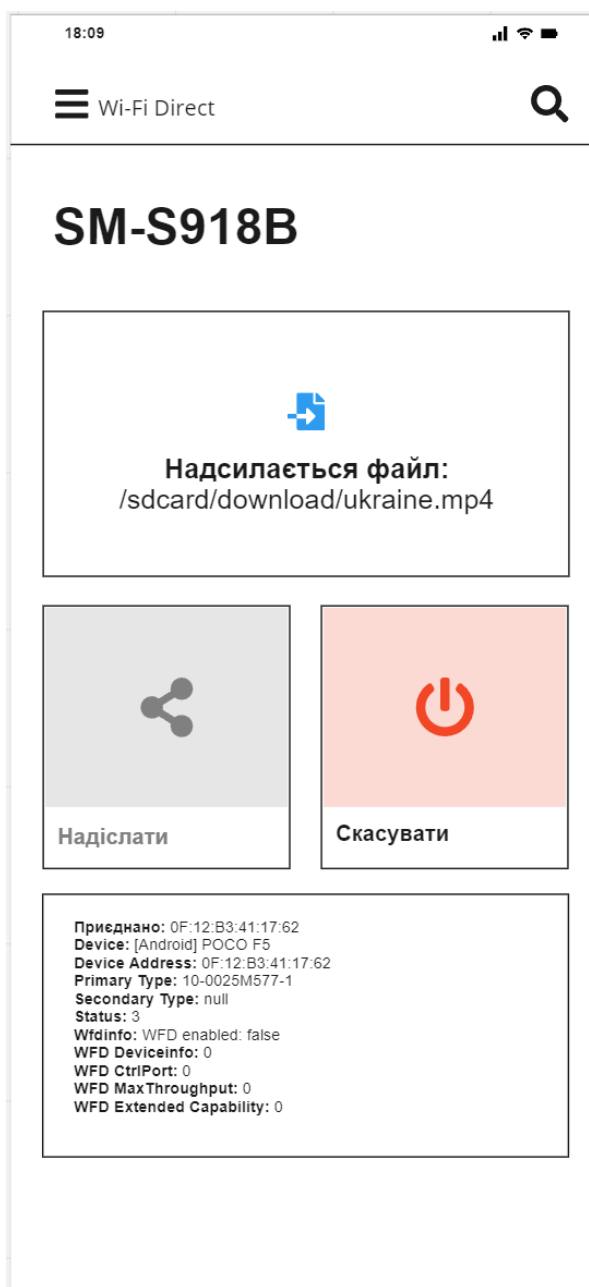 18:09
Wi-Fi Direct
SM-S918B
Надсилається файл:
/sdcard/download/ukraine.mp4
Надіслати
Скасувати
Приєднано: 0F:12:B3:41:17:62
Device: [Android] POCO F5
Device Address: 0F:12:B3:41:17:62
Primary Type: 10-0025M577-1
Secondary Type: null
Status: 3
Wfdinfo: WFD enabled: false
WFD Deviceinfo: 0
WFD CtrlPort: 0
WFD MaxThroughput: 0
WFD Extended Capability: 0